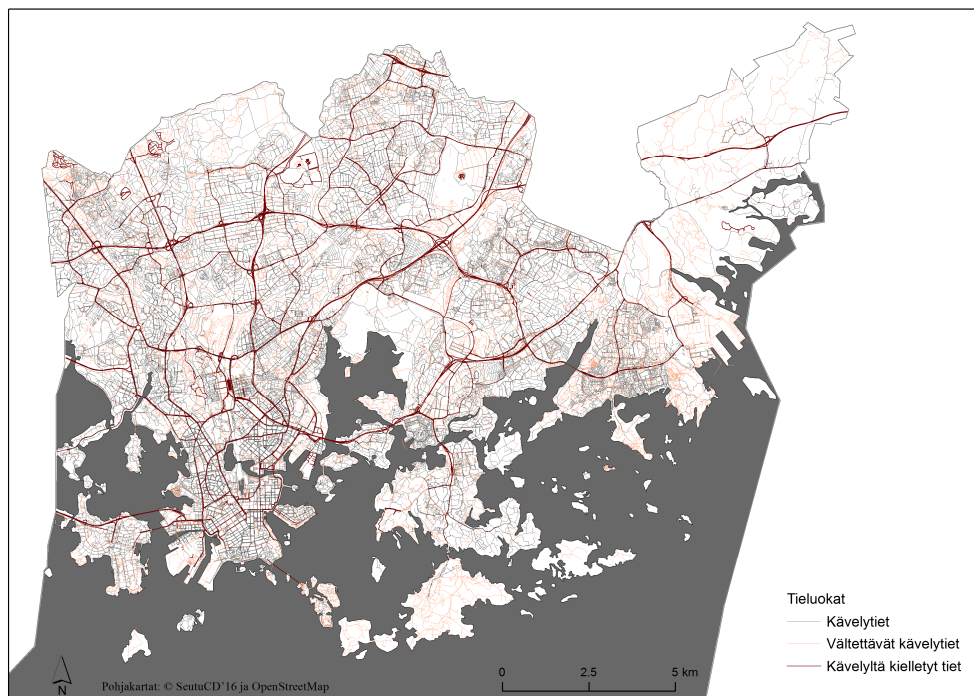 Tieluokat
Kävelytiet
Vältettävät kävelytiet
Kävelyltä kielletyt tiet
0 2.5 5 km
N
Pohjakartat: © SeutuCD'16 ja OpenStreetMap